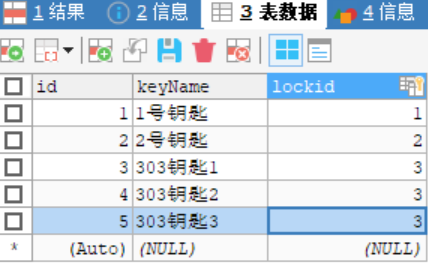 1 结果 2 信息 3 表数据 4 信息
id keyName lockid
1 1号钥匙 1
2 2号钥匙 2
3 303钥匙1 3
4 303钥匙2 3
5 303钥匙3 3
* (Auto) (NULL) (NULL)